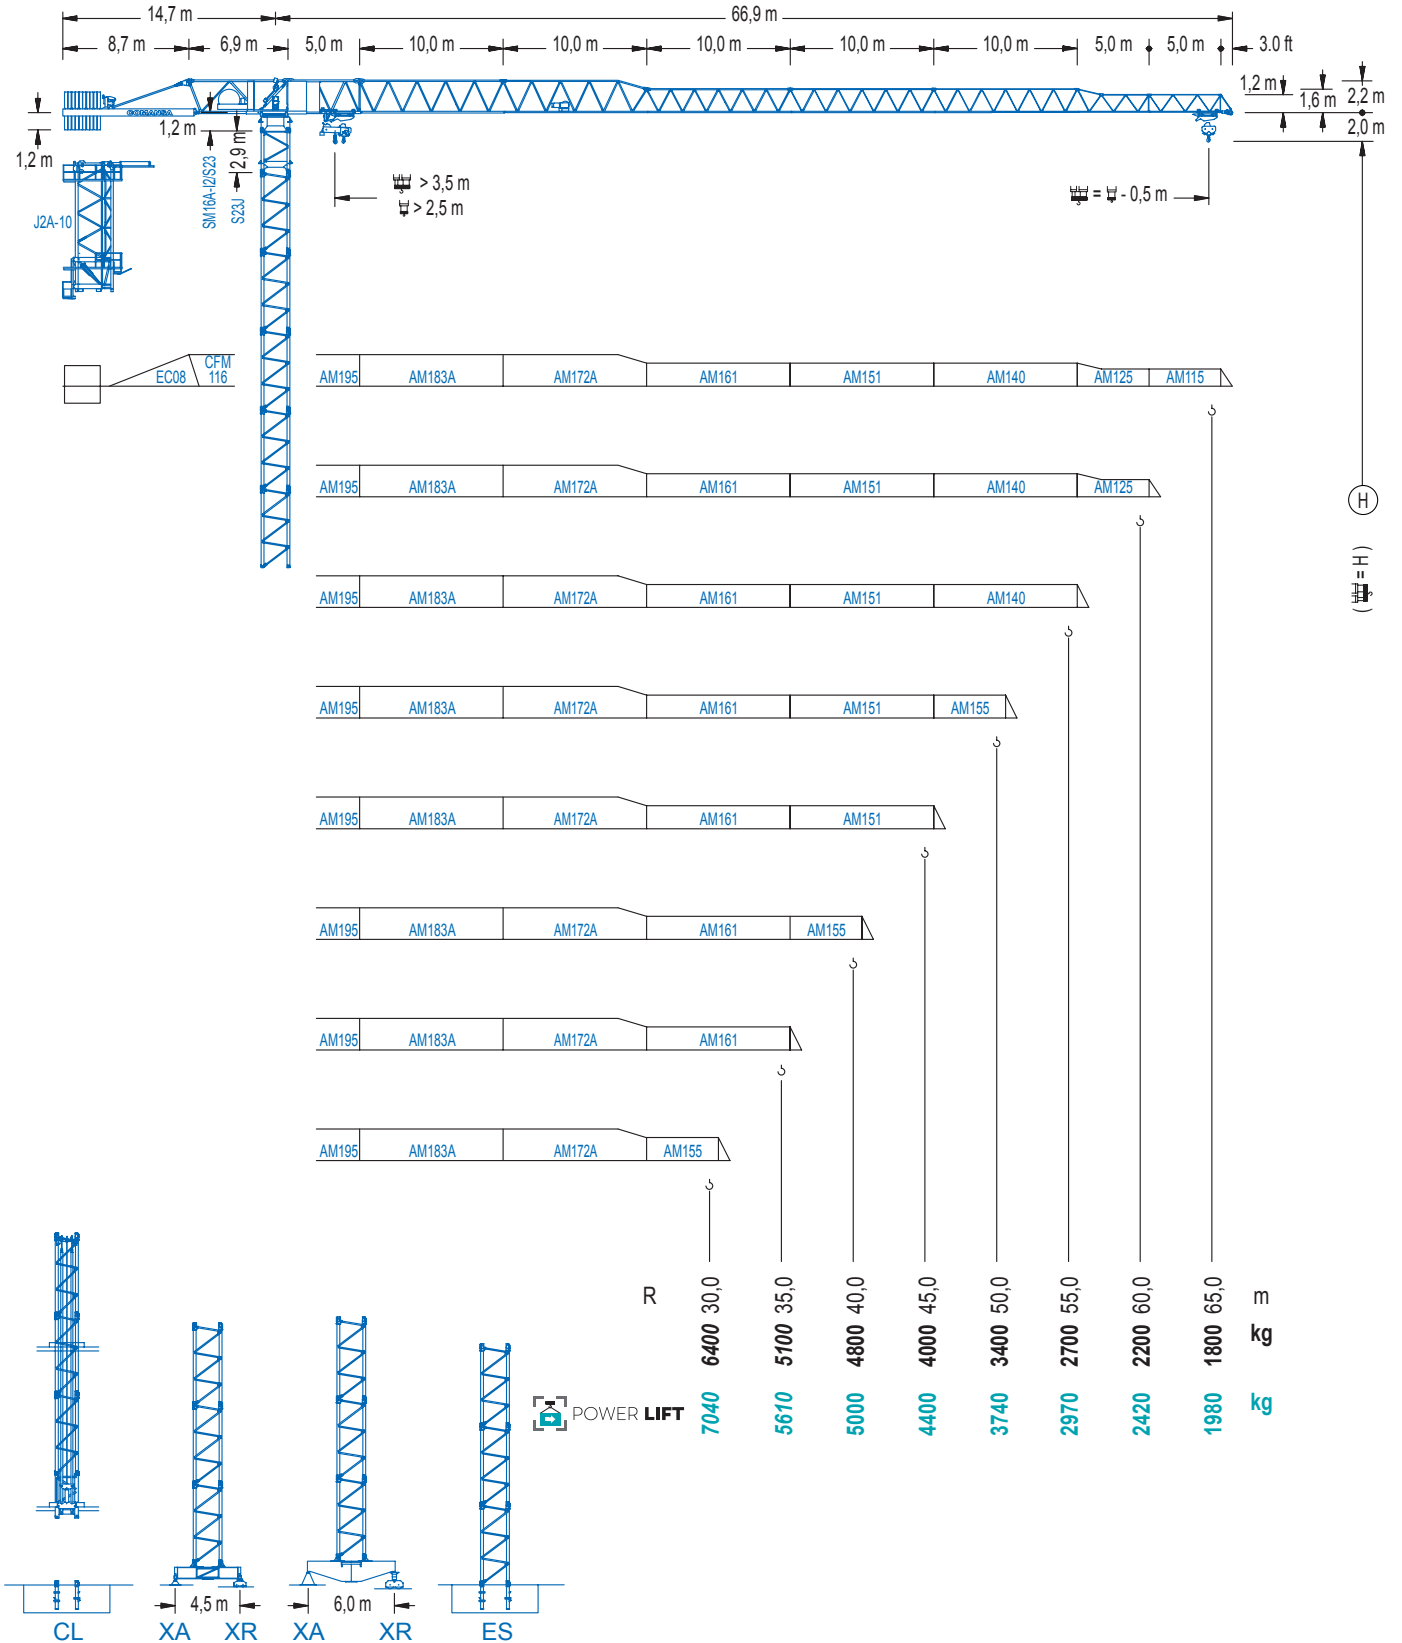 14,7 m
66,9 m
8,7 m
6,9 m
5,0 m
10,0 m
10,0 m
10,0 m
10,0 m
10,0 m
5,0 m
5,0 m
3.0 ft
COMANSA
1,2 m
1,2 m
2,9 m
SM16A-I2/S23
S23J
J2A-10
1,2 m
1,6 m
2,2 m
2,0 m
> 3,5 m
> 2,5 m
= - 0,5 m
EC08
CFM
116
AM195 AM183A AM172A AM161 AM151 AM140 AM125 AM115
AM195 AM183A AM172A AM161 AM151 AM140 AM125
H
( = H )
AM195 AM183A AM172A AM161 AM151 AM140
AM195 AM183A AM172A AM161 AM151 AM155
AM195 AM183A AM172A AM161 AM151
AM195 AM183A AM172A AM161 AM155
AM195 AM183A AM172A AM161
AM195 AM183A AM172A AM155
R 30,0 35,0 40,0 45,0 50,0 55,0 60,0 65,0 m
6400 5100 4800 4000 3400 2700 2200 1800 kg
POWER LIFT 7040 5610 5000 4400 3740 2970 2420 1980 kg
4,5 m
6,0 m
CL XA XR XA XR ES